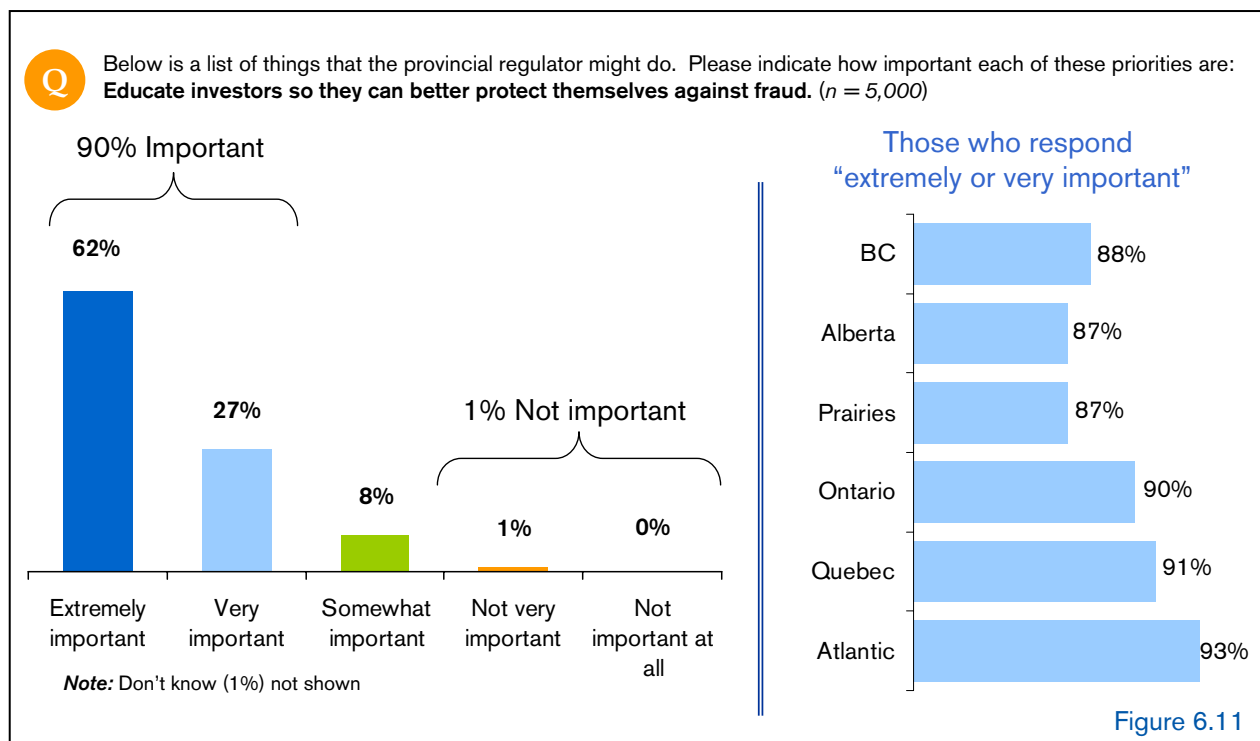 Q
Below is a list of things that the provincial regulator might do.  Please indicate how important each of these priorities are:
Educate investors so they can better protect themselves against fraud. (n = 5,000)
90% Important
62%
27%
8%
1% Not important
1%
0%
Extremely important
Very important
Somewhat important
Not very important
Not important at all
Note: Don't know (1%) not shown
Those who respond
“extremely or very important”
BC
88%
Alberta
87%
Prairies
87%
Ontario
90%
Quebec
91%
Atlantic
93%
Figure 6.11